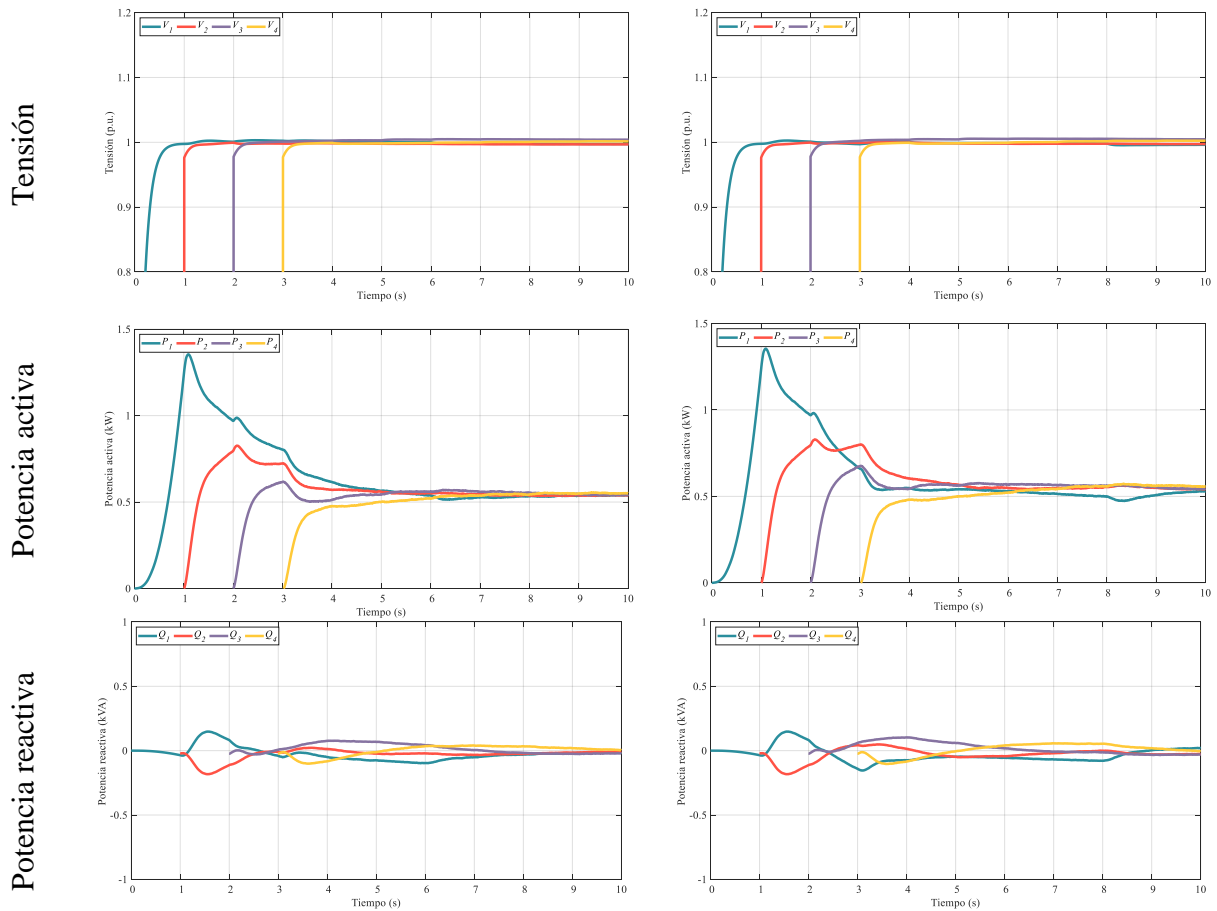 Tensión
Tensión (p.u.)
1.2
1.1
1
0.9
0.8
V1 V2 V3 V4
0 1 2 3 4 5 6 7 8 9 10
Tiempo (s)
Tensión (p.u.)
1.2
1.1
1
0.9
0.8
V1 V2 V3 V4
0 1 2 3 4 5 6 7 8 9 10
Tiempo (s)
Potencia activa
Potencia activa (kW)
1.5
1
0.5
0
P1 P2 P3 P4
0 1 2 3 4 5 6 7 8 9 10
Tiempo (s)
Potencia activa (kW)
1.5
1
0.5
0
P1 P2 P3 P4
0 1 2 3 4 5 6 7 8 9 10
Tiempo (s)
Potencia reactiva
Potencia reactiva (kVA)
1
0.5
0
-0.5
-1
Q1 Q2 Q3 Q4
0 1 2 3 4 5 6 7 8 9 10
Tiempo (s)
Potencia reactiva (kVA)
1
0.5
0
-0.5
-1
Q1 Q2 Q3 Q4
0 1 2 3 4 5 6 7 8 9 10
Tiempo (s)